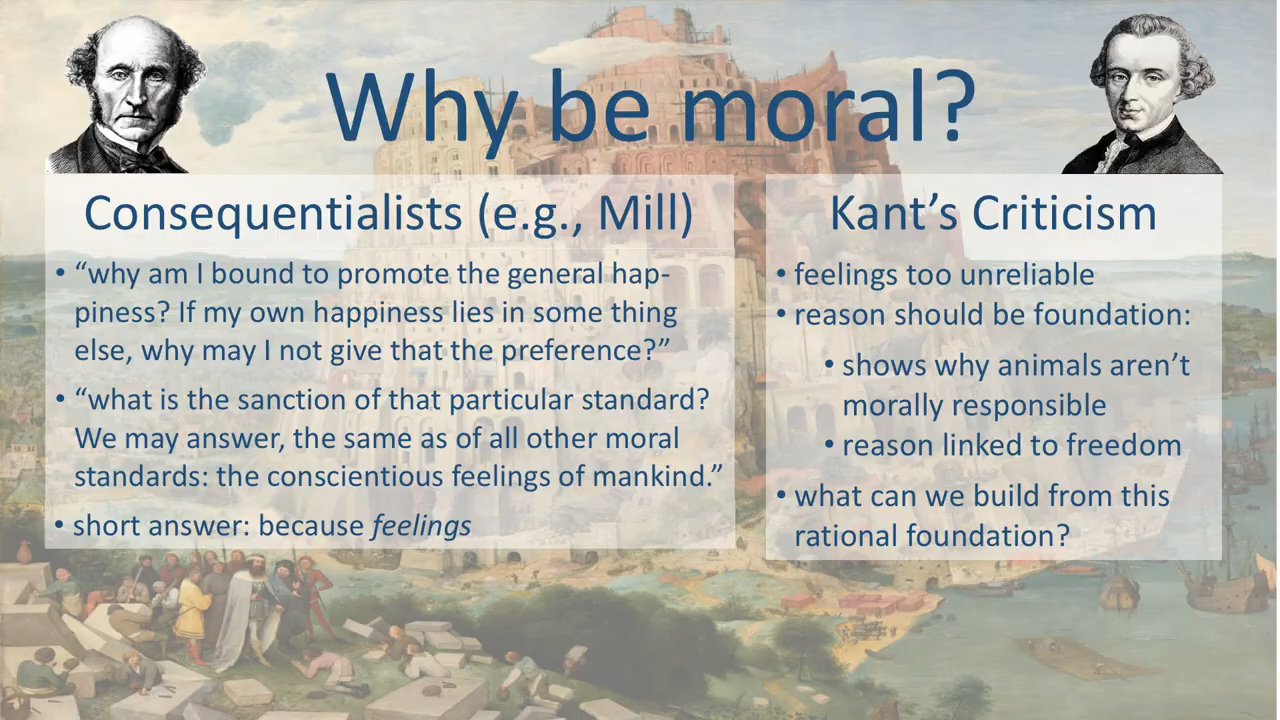 Why be moral?
Consequentialists (e.g., Mill)
• “why am I bound to promote the general hap-
piness? If my own happiness lies in some thing
else, why may I not give that the preference?”
• “what is the sanction of that particular standard?
We may answer, the same as of all other moral
standards: the conscientious feelings of mankind.”
• short answer: because feelings
Kant’s Criticism
• feelings too unreliable
• reason should be foundation:
• shows why animals aren’t
morally responsible
• reason linked to freedom
• what can we build from this
rational foundation?